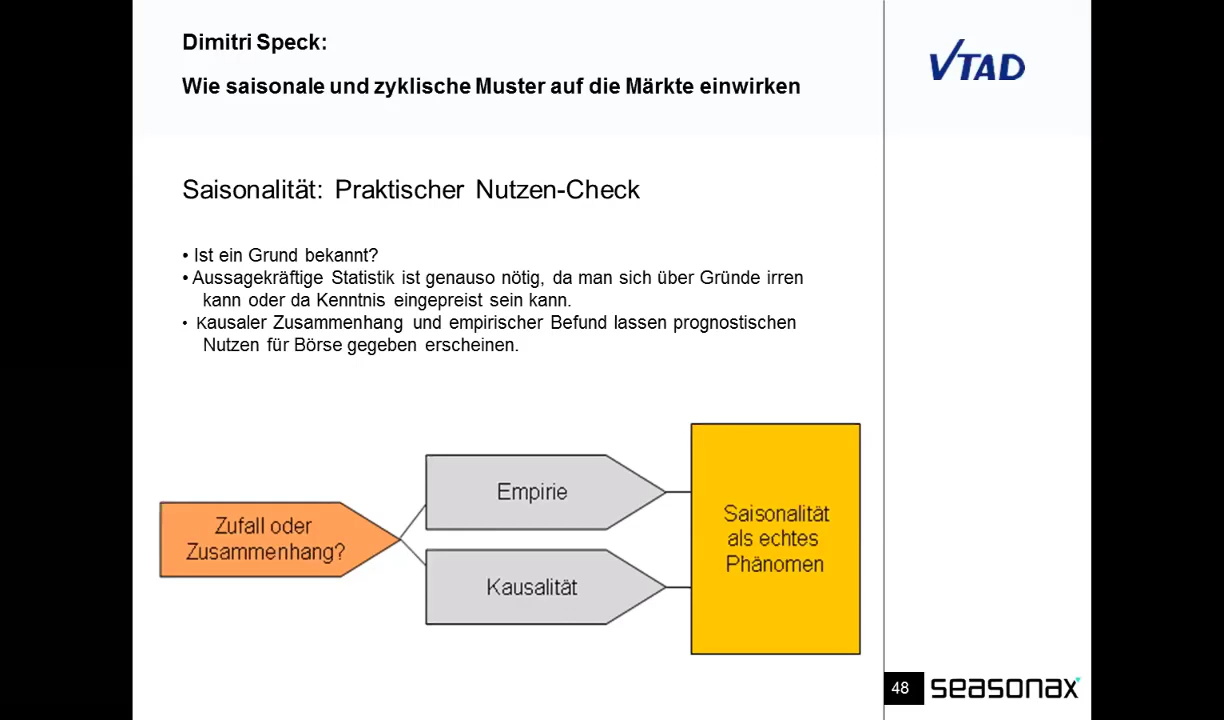 Dimitri Speck:
Wie saisonale und zyklische Muster auf die Märkte einwirken
VTAD
Saisonalität: Praktischer Nutzen-Check
• Ist ein Grund bekannt?
• Aussagekräftige Statistik ist genauso nötig, da man sich über Gründe irren
kann oder da Kenntnis eingepreist sein kann.
• Kausaler Zusammenhang und empirischer Befund lassen prognostischen
Nutzen für Börse gegeben erscheinen.
Zufall oder
Zusammenhang?
Empirie
Kausalität
Saisonalität
als echtes
Phänomen
48
seasonax